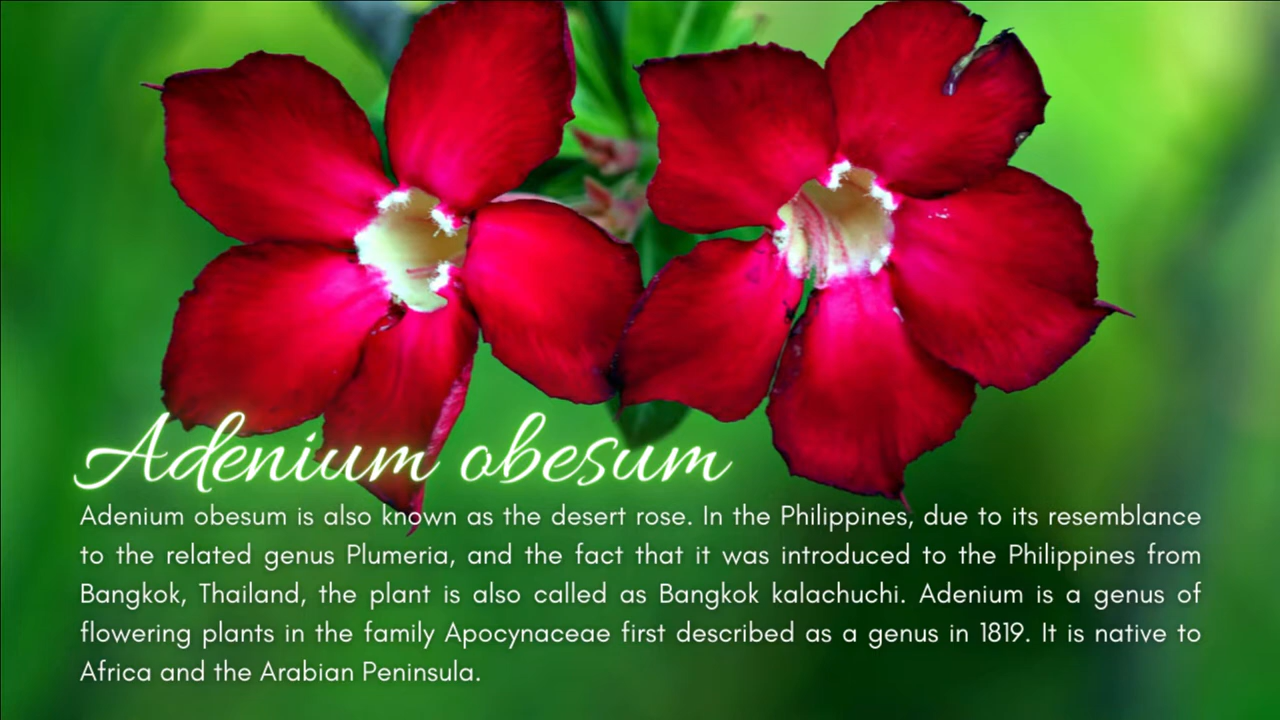 Adenium obesum
Adenium obesum is also known as the desert rose. In the Philippines, due to its resemblance
to the related genus Plumeria, and the fact that it was introduced to the Philippines from
Bangkok, Thailand, the plant is also called as Bangkok kalachuchi. Adenium is a genus of
flowering plants in the family Apocynaceae first described as a genus in 1819. It is native to
Africa and the Arabian Peninsula.